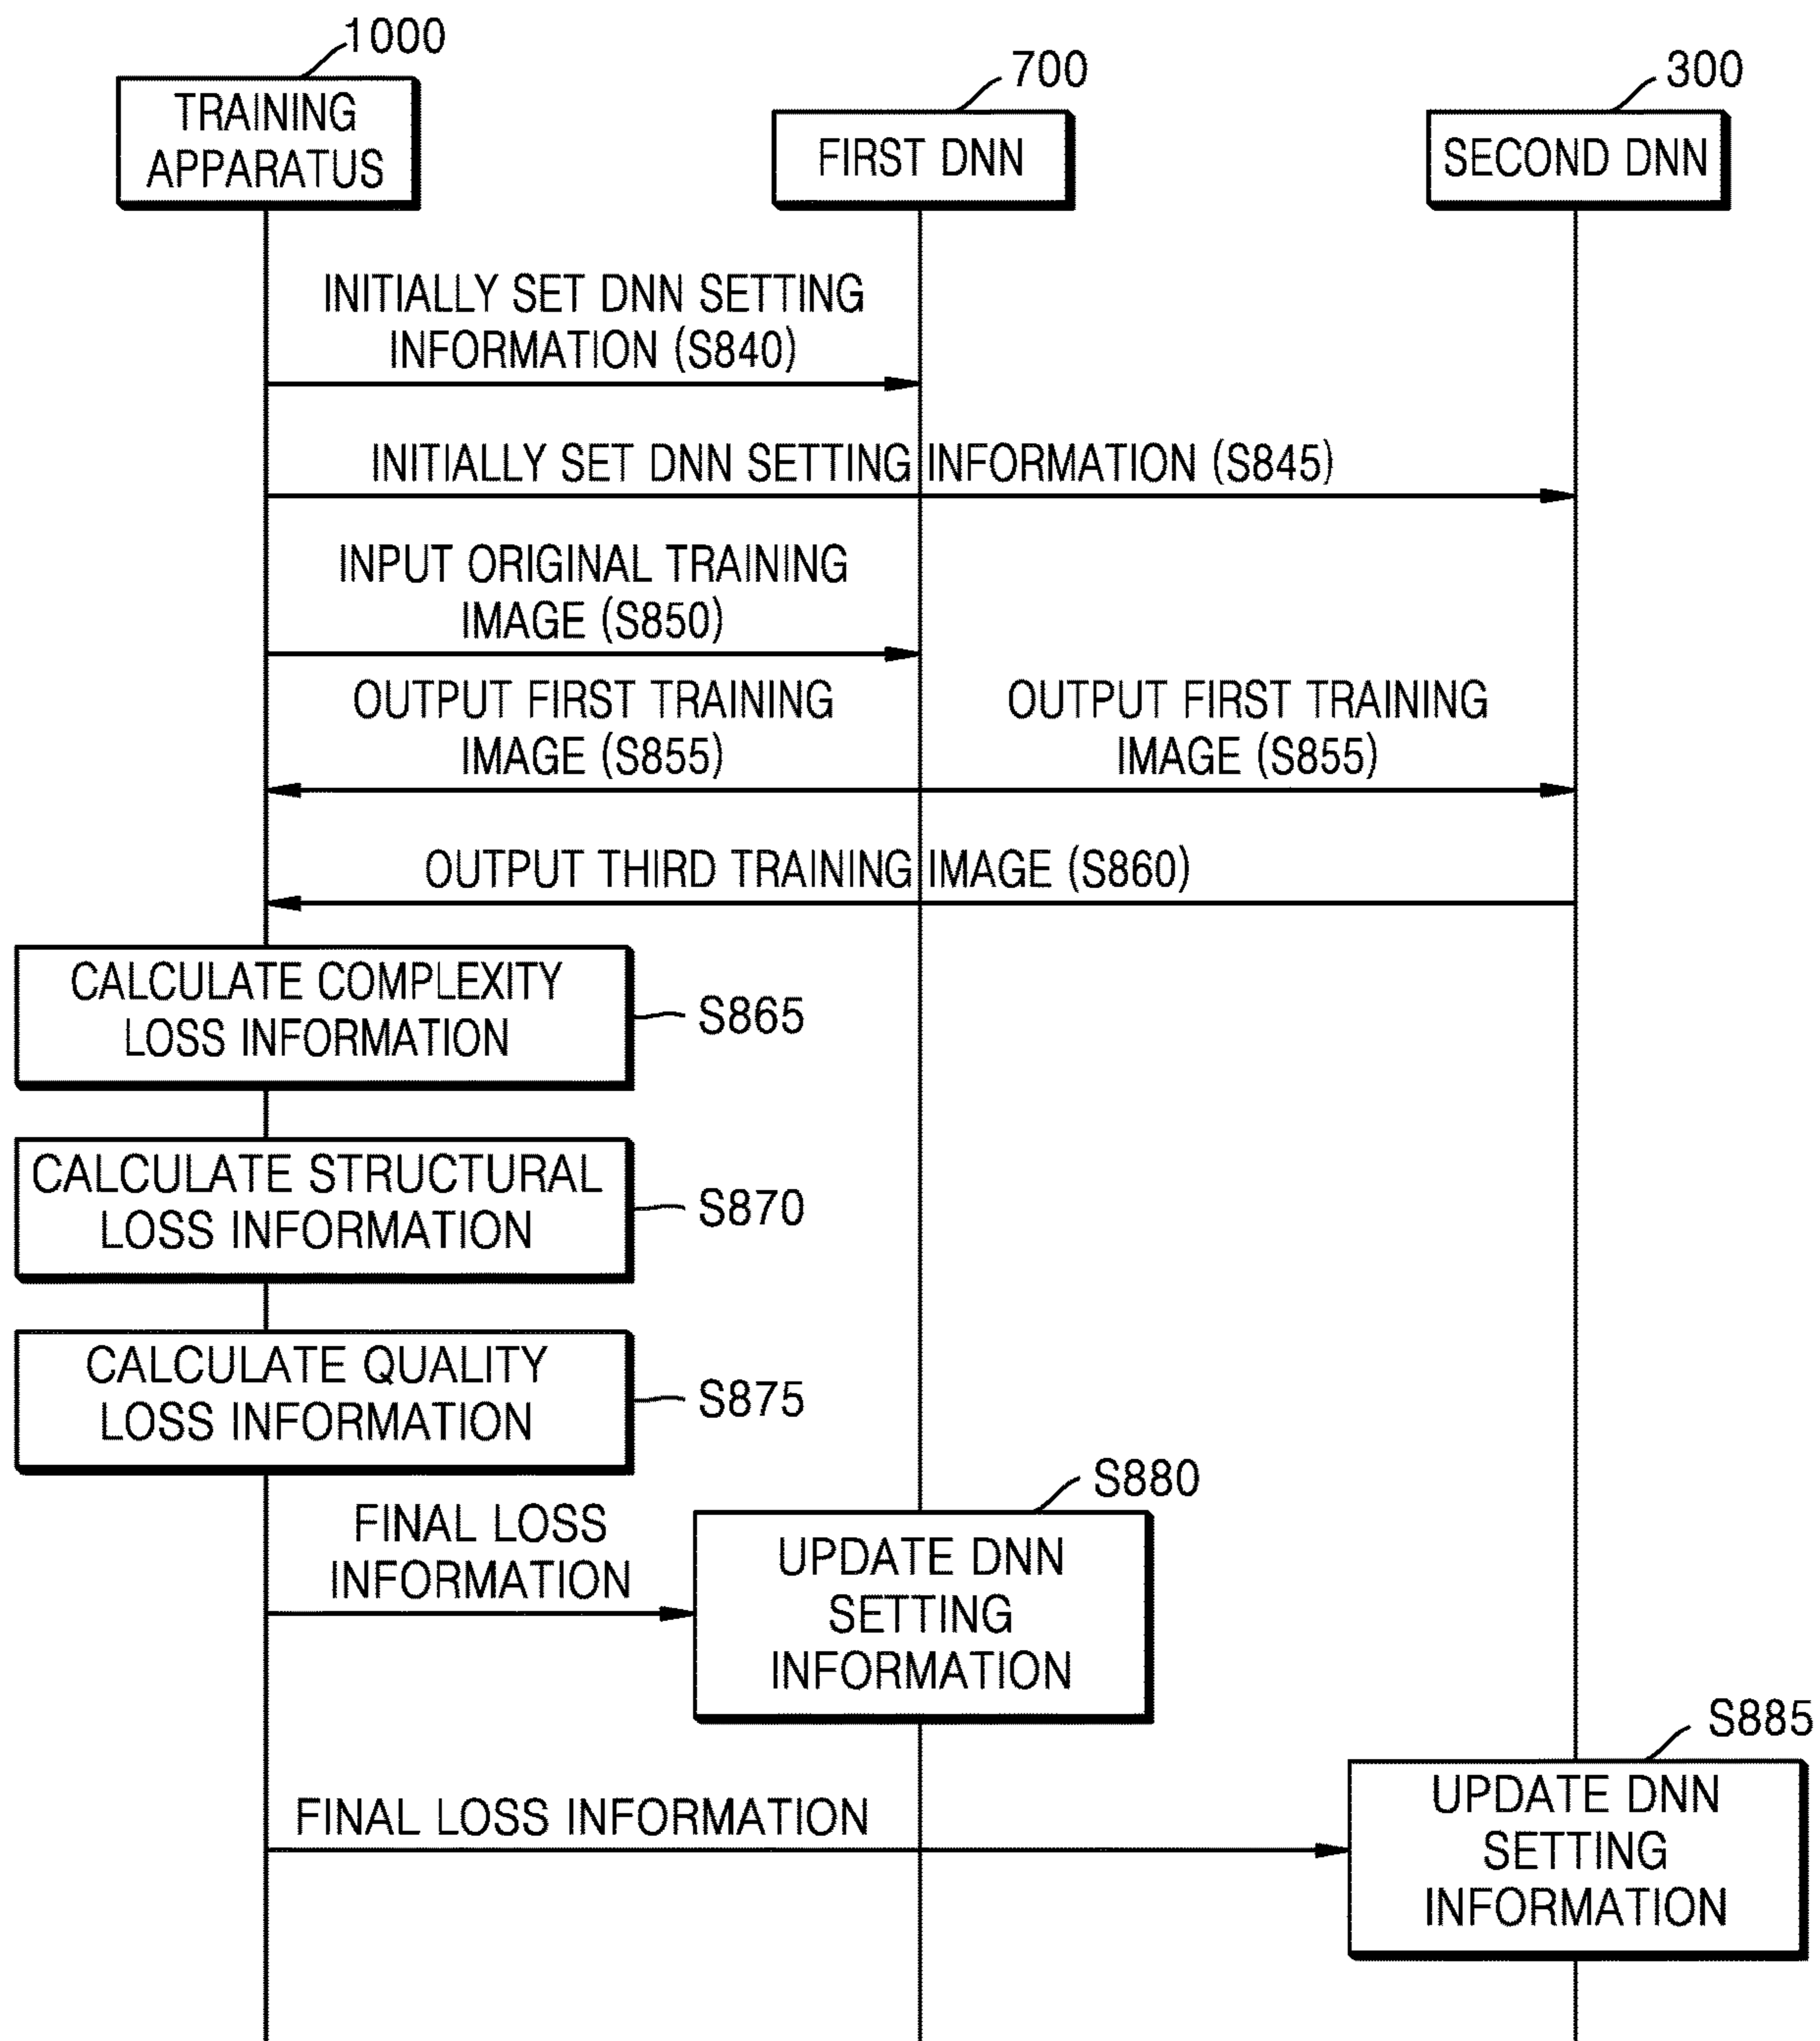 1000
700
300
TRAINING
APPARATUS
FIRST DNN
SECOND DNN
INITIALLY SET DNN SETTING
INFORMATION (S840)
INITIALLY SET DNN SETTING INFORMATION (S845)
INPUT ORIGINAL TRAINING
IMAGE (S850)
OUTPUT FIRST TRAINING
IMAGE (S855)
OUTPUT FIRST TRAINING
IMAGE (S855)
OUTPUT THIRD TRAINING IMAGE (S860)
CALCULATE COMPLEXITY
LOSS INFORMATION
S865
CALCULATE STRUCTURAL
LOSS INFORMATION
S870
CALCULATE QUALITY
LOSS INFORMATION
S875
FINAL LOSS
INFORMATION
S880
UPDATE DNN
SETTING
INFORMATION
FINAL LOSS INFORMATION
S885
UPDATE DNN
SETTING
INFORMATION